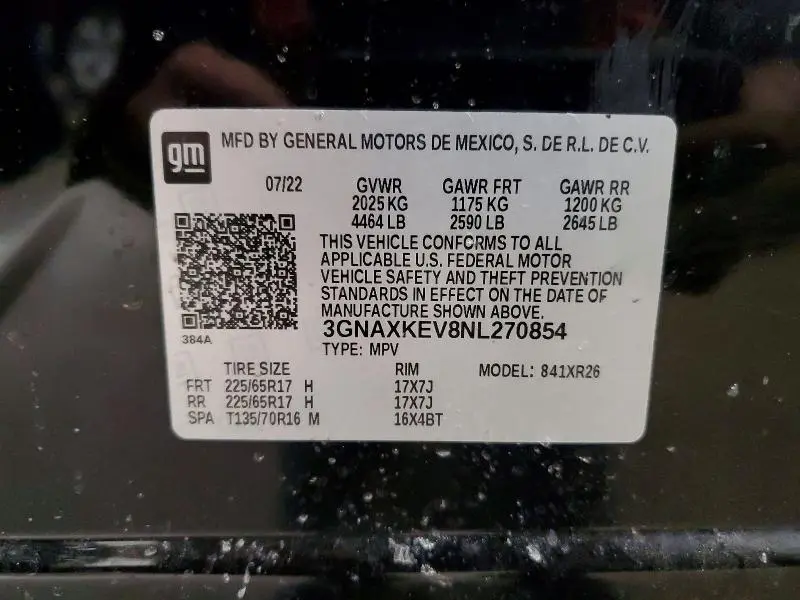 gm MFD BY GENERAL MOTORS DE MEXICO, S. DE R.L. DE C.V.
07/22 GVWR GAWR FRT GAWR RR
2025 KG 1175 KG 1200 KG
4464 LB 2590 LB 2645 LB
THIS VEHICLE CONFORMS TO ALL
APPLICABLE U.S. FEDERAL MOTOR
VEHICLE SAFETY AND THEFT PREVENTION
STANDARDS IN EFFECT ON THE DATE OF
MANUFACTURE SHOWN ABOVE.
3GNAXKEV8NL270854
384A
TYPE: MPV
TIRE SIZE RIM MODEL: 841XR26
FRT 225/65R17 H 17X7J
RR 225/65R17 H 17X7J
SPA T135/70R16 M 16X4BT